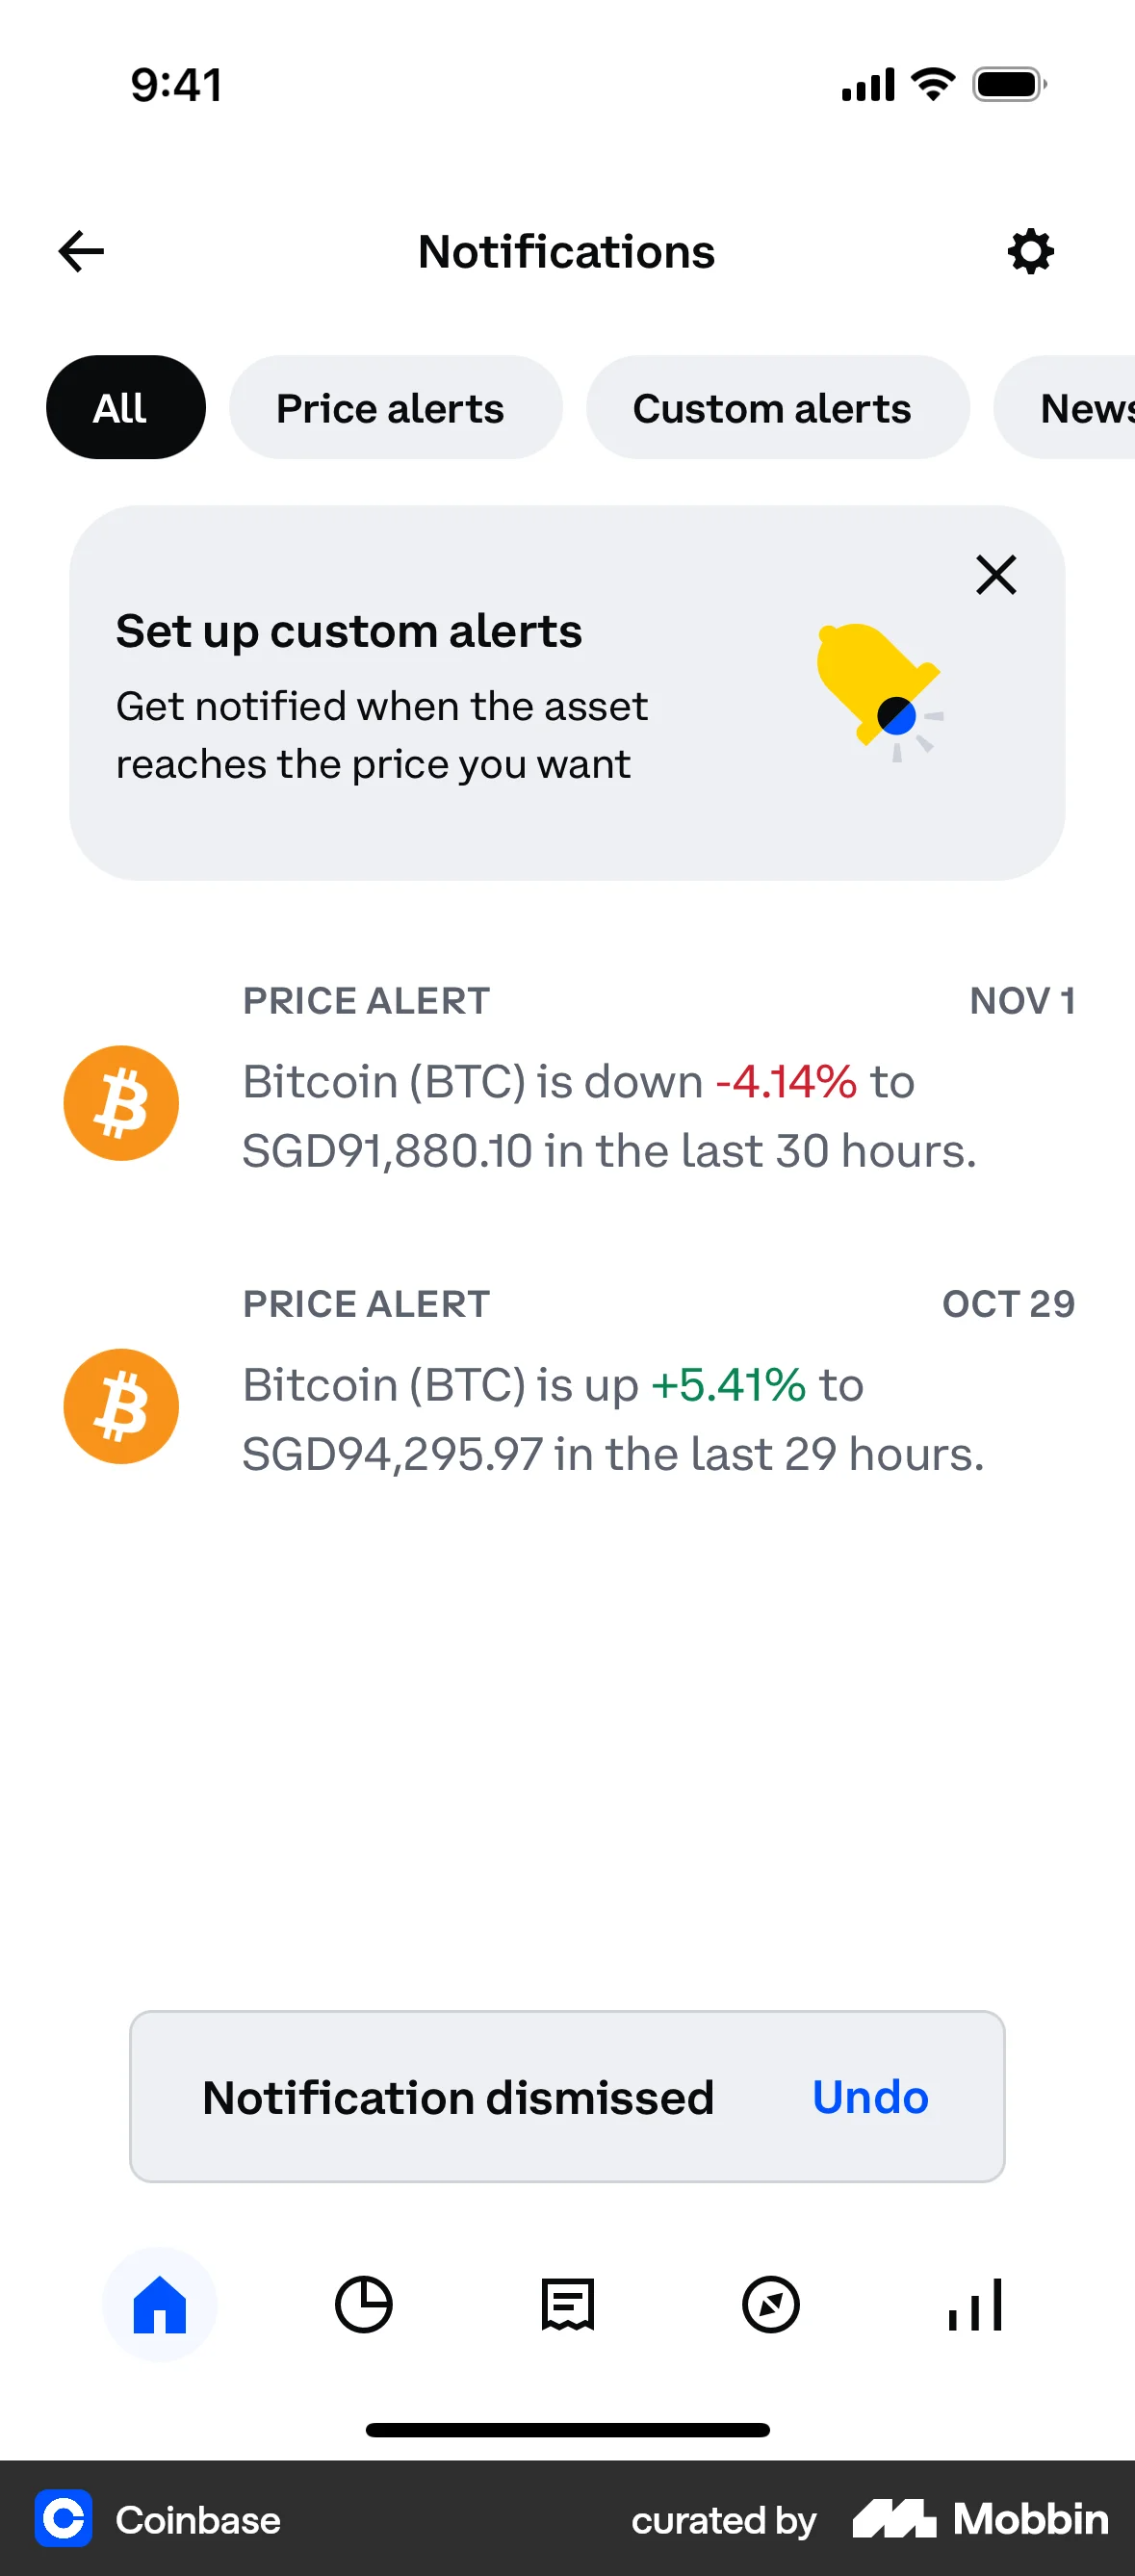 9:41
Notifications
All
Price alerts
Custom alerts
News
Set up custom alerts
Get notified when the asset
reaches the price you want
PRICE ALERT
NOV 1
Bitcoin (BTC) is down -4.14% to
SGD91,880.10 in the last 30 hours.
PRICE ALERT
OCT 29
Bitcoin (BTC) is up +5.41% to
SGD94,295.97 in the last 29 hours.
Notification dismissed
Undo
Coinbase
curated by
Mobbin